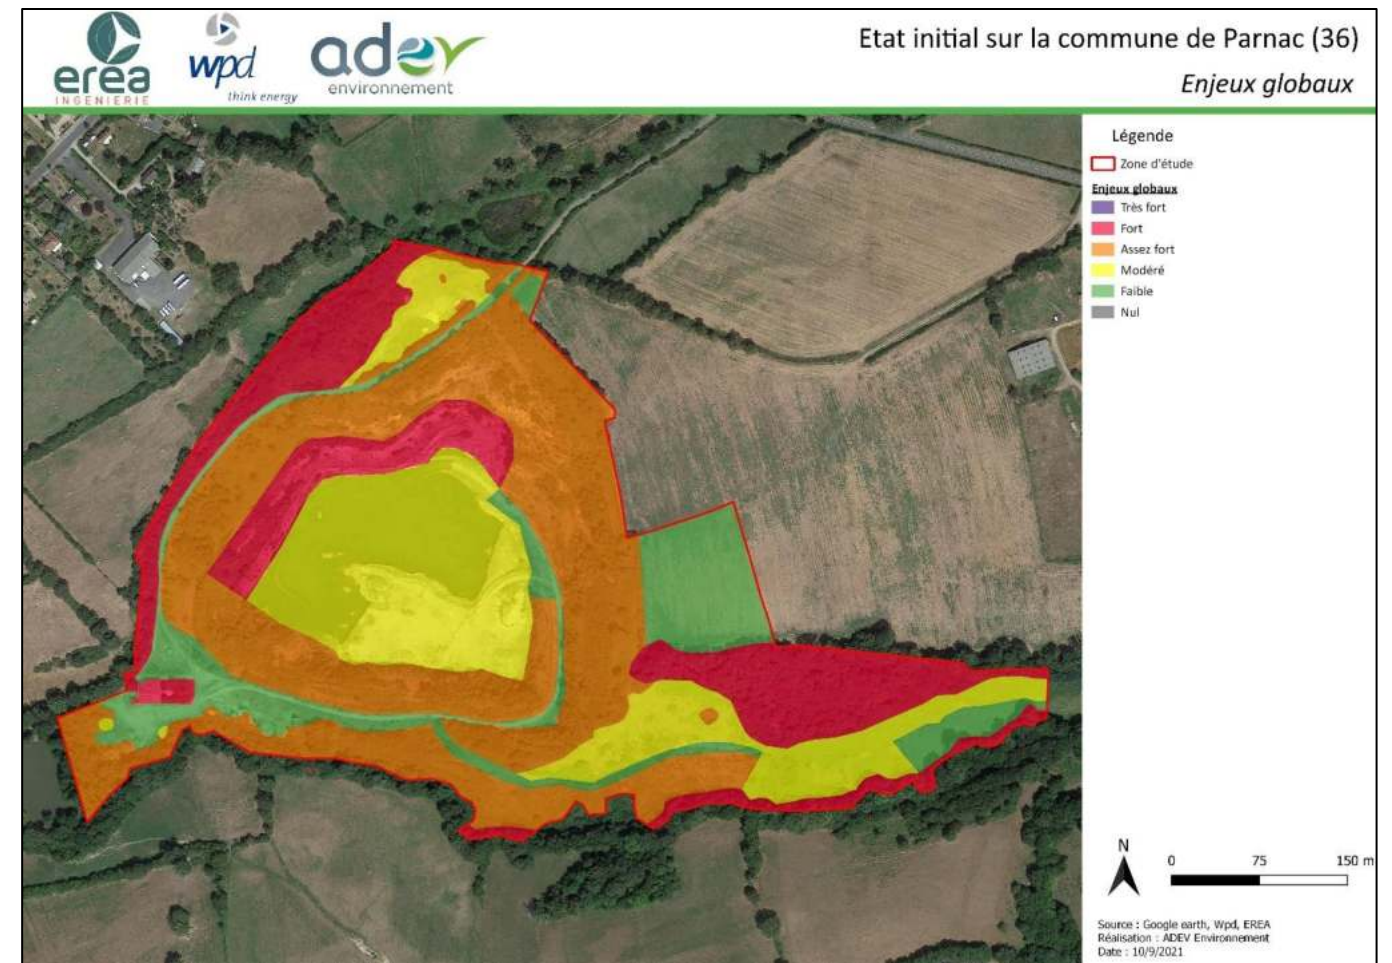 erea
INGENIERIE
wpd
think energy
adev
environnement
Etat initial sur la commune de Parnac (36)
Enjeux globaux
Légende
Zone d'étude
Enjeux globaux
Très fort
Fort
Assez fort
Modéré
Faible
Nul
N
0 75 150 m
Source : Google earth, Wpd, EREA
Réalisation : ADEV Environnement
Date : 10/9/2021